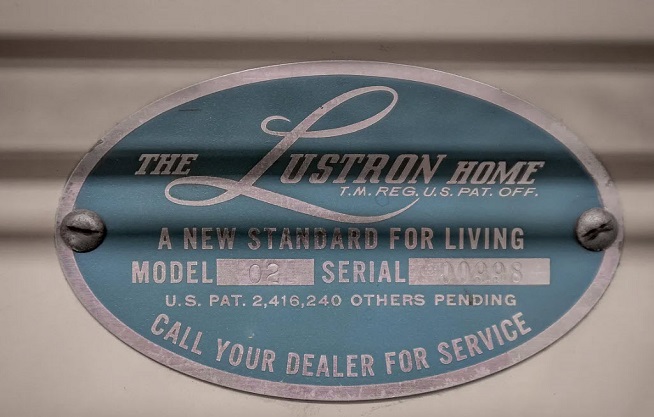 THE LUSTRON HOME
T.M. REG. U.S. PAT. OFF.
A NEW STANDARD FOR LIVING
MODEL 02 SERIAL 00998
U.S. PAT. 2,416,240 OTHERS PENDING
CALL YOUR DEALER FOR SERVICE